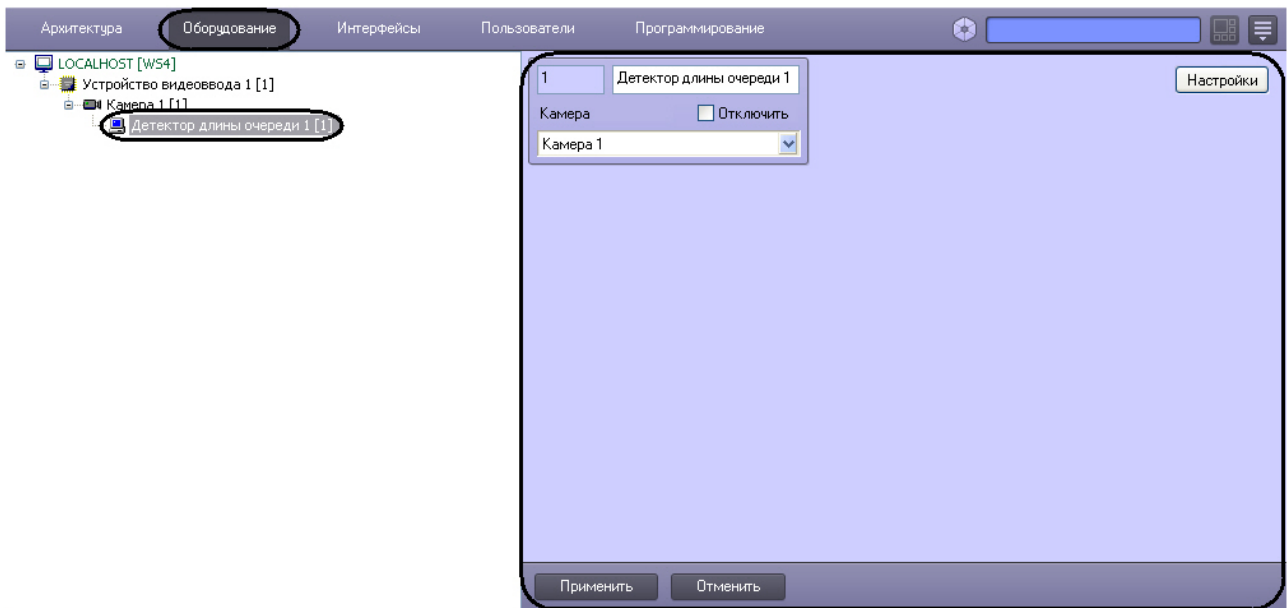 Архитектура Оборудование Интерфейсы Пользователи Программирование
LOCALHOST [WS4]
Устройство видеоввода 1 [1]
Камера 1 [1]
Детектор длины очереди 1 [1]
1 Детектор длины очереди 1 Настройки
Камера Отключить
Камера 1
Применить Отменить